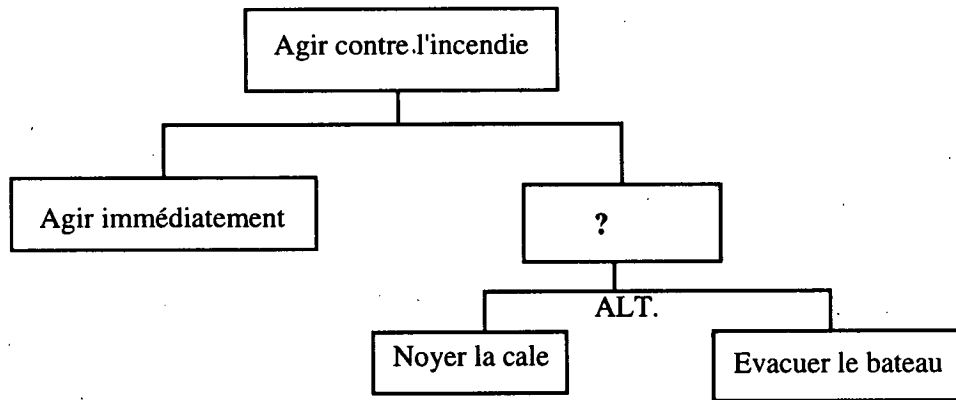 Agir contre l'incendie
Agir immédiatement
?
ALT.
Noyer la cale
Evacuer le bateau